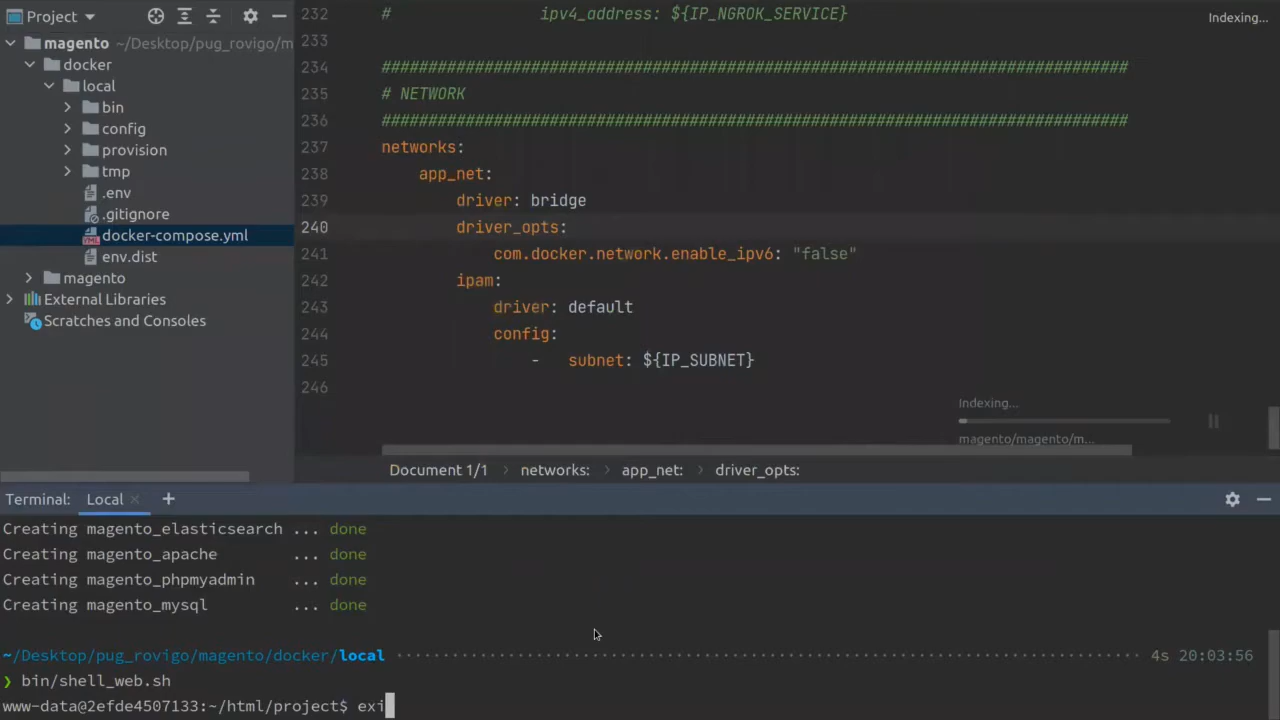 Project
magento ~/Desktop/pug_rovigo/m
docker
local
bin
config
provision
tmp
.env
.gitignore
docker-compose.yml
env.dist
magento
External Libraries
Scratches and Consoles
232 # ipv4_address: ${IP_NGROK_SERVICE}
233
234 ################################################################################
235 # NETWORK
236 ################################################################################
237 networks:
238 app_net:
239 driver: bridge
240 driver_opts:
241 com.docker.network.enable_ipv6: "false"
242 ipam:
243 driver: default
244 config:
245 - subnet: ${IP_SUBNET}
246
Indexing...
Indexing...
magento/magento/m...
Document 1/1 › networks: › app_net: › driver_opts:
Terminal: Local × +
Creating magento_elasticsearch ... done
Creating magento_apache ... done
Creating magento_phpmyadmin ... done
Creating magento_mysql ... done
~/Desktop/pug_rovigo/magento/docker/local 4s 20:03:56
❯ bin/shell_web.sh
www-data@2efde4507133:~/html/project$ exi